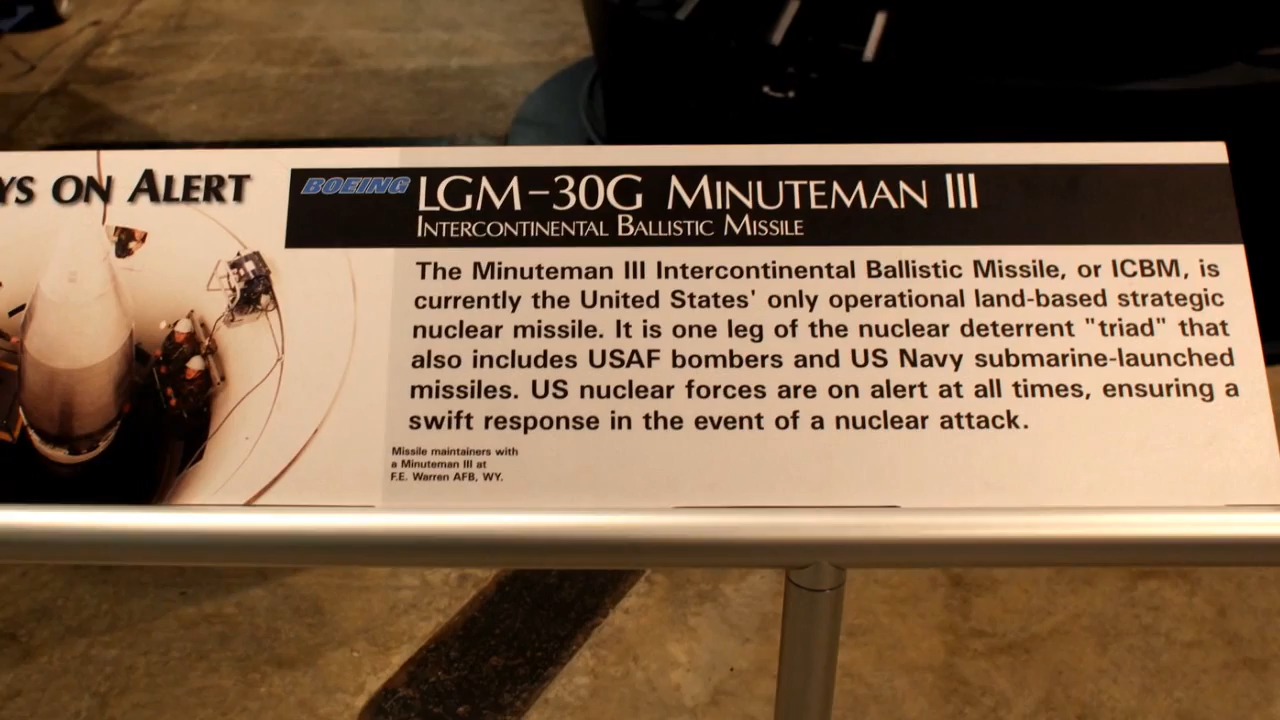 YS ON ALERT
BOEING LGM-30G MINUTEMAN III
INTERCONTINENTAL BALLISTIC MISSILE
The Minuteman III Intercontinental Ballistic Missile, or ICBM, is
currently the United States' only operational land-based strategic
nuclear missile. It is one leg of the nuclear deterrent "triad" that
also includes USAF bombers and US Navy submarine-launched
missiles. US nuclear forces are on alert at all times, ensuring a
swift response in the event of a nuclear attack.
Missile maintainers with
a Minuteman III at
F.E. Warren AFB, WY.